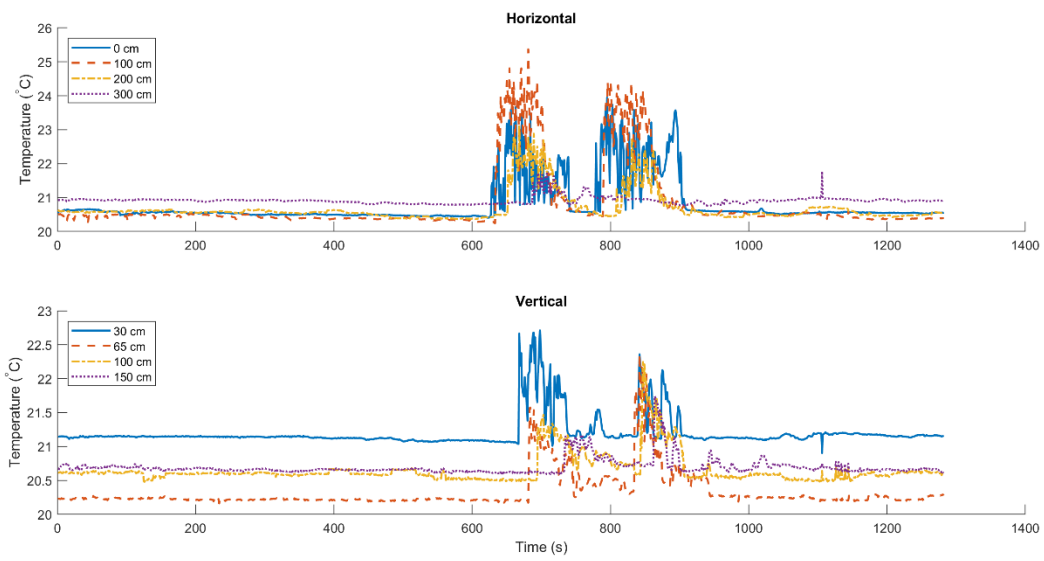 Horizontal
26
25
24
23
22
21
20
Temperature (°C)
0 cm
100 cm
200 cm
300 cm
0
200
400
600
800
1000
1200
1400
Vertical
23
22.5
22
21.5
21
20.5
20
Temperature (°C)
30 cm
65 cm
100 cm
150 cm
0
200
400
600
800
1000
1200
1400
Time (s)